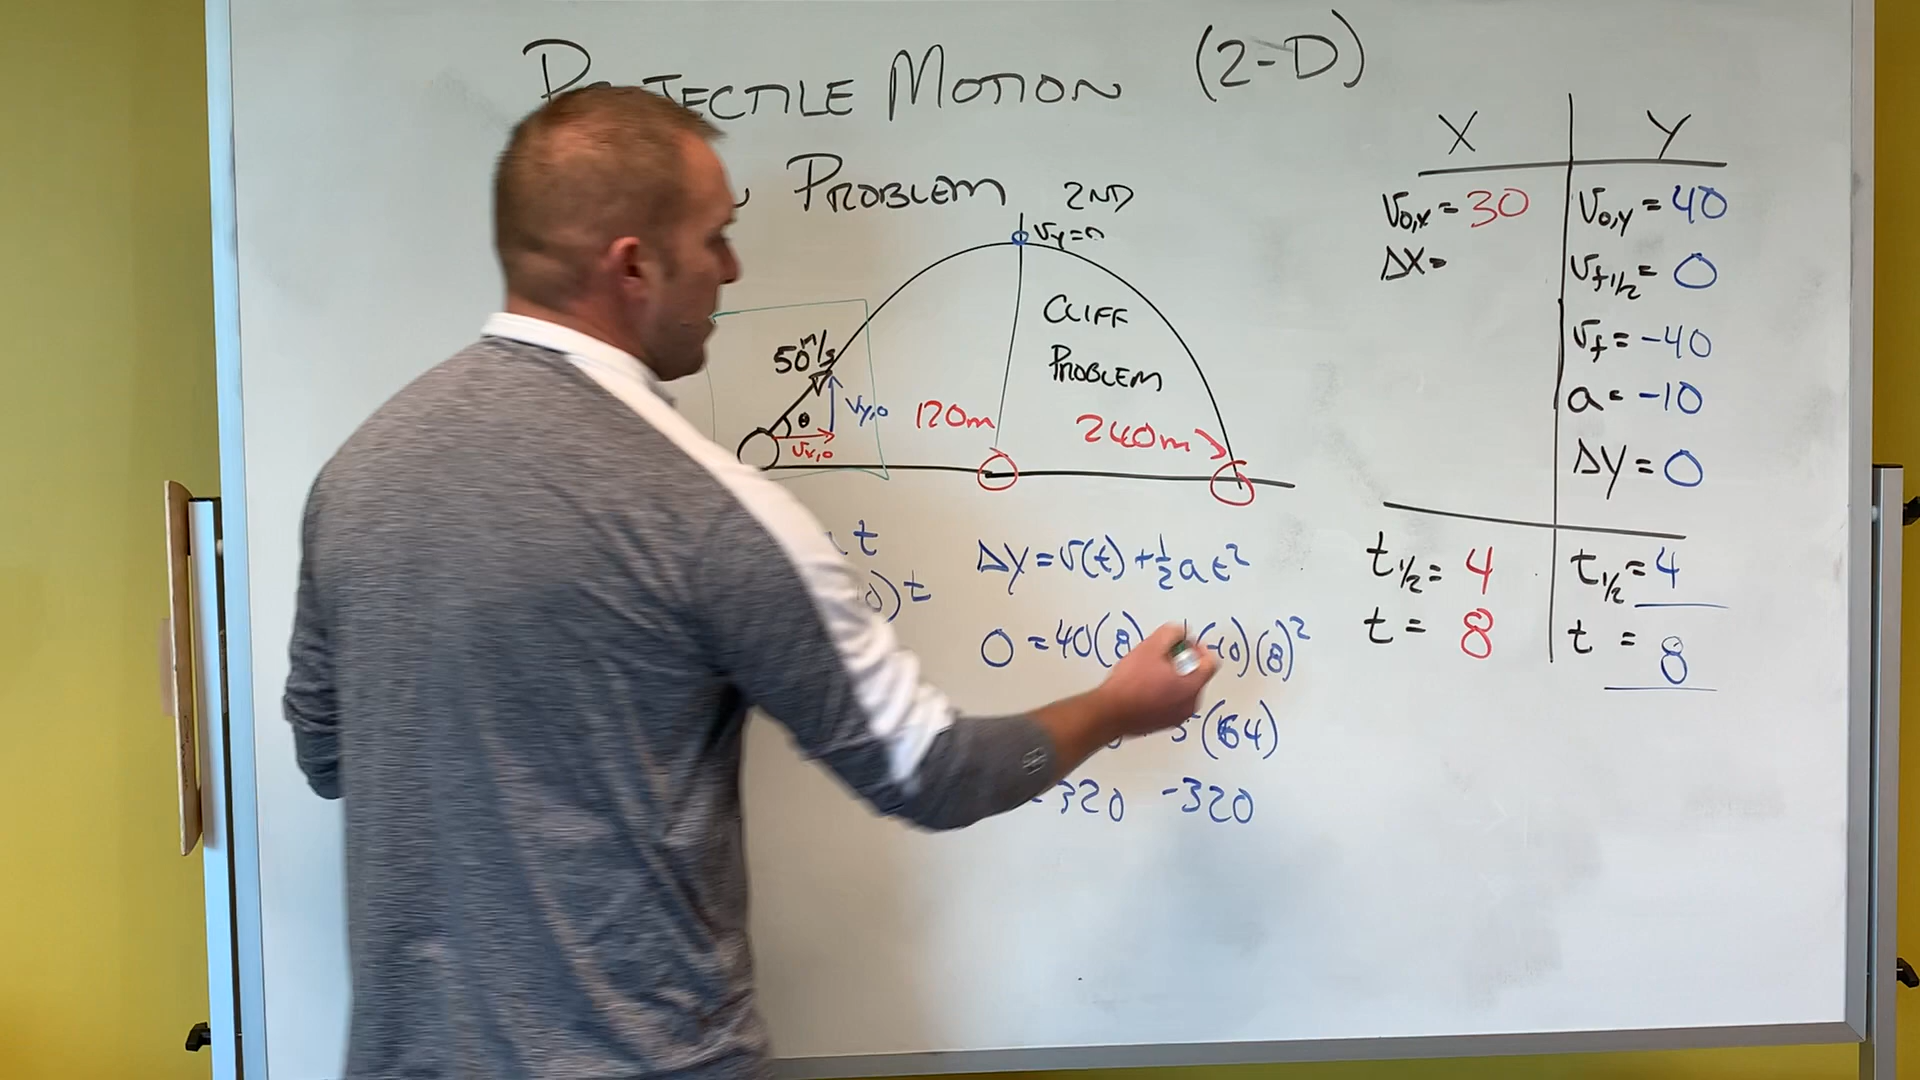 PROJECTILE MOTION (2-D)
PROBLEM
2ND
Vy=0
CLIFF
PROBLEM
50 m/s
θ
Vy,0
Vx,0
120m
240m
X
Y
V0,x = 30
V0,y = 40
ΔX=
Vf1/2 = 0
Vf = -40
a = -10
ΔY = 0
t1/2 = 4
t1/2 = 4
t = 8
t = 8
t
)t
ΔY = V(t) + 1/2 at²
0 = 40(8) (-10)(8)²
5(64)
320 -320